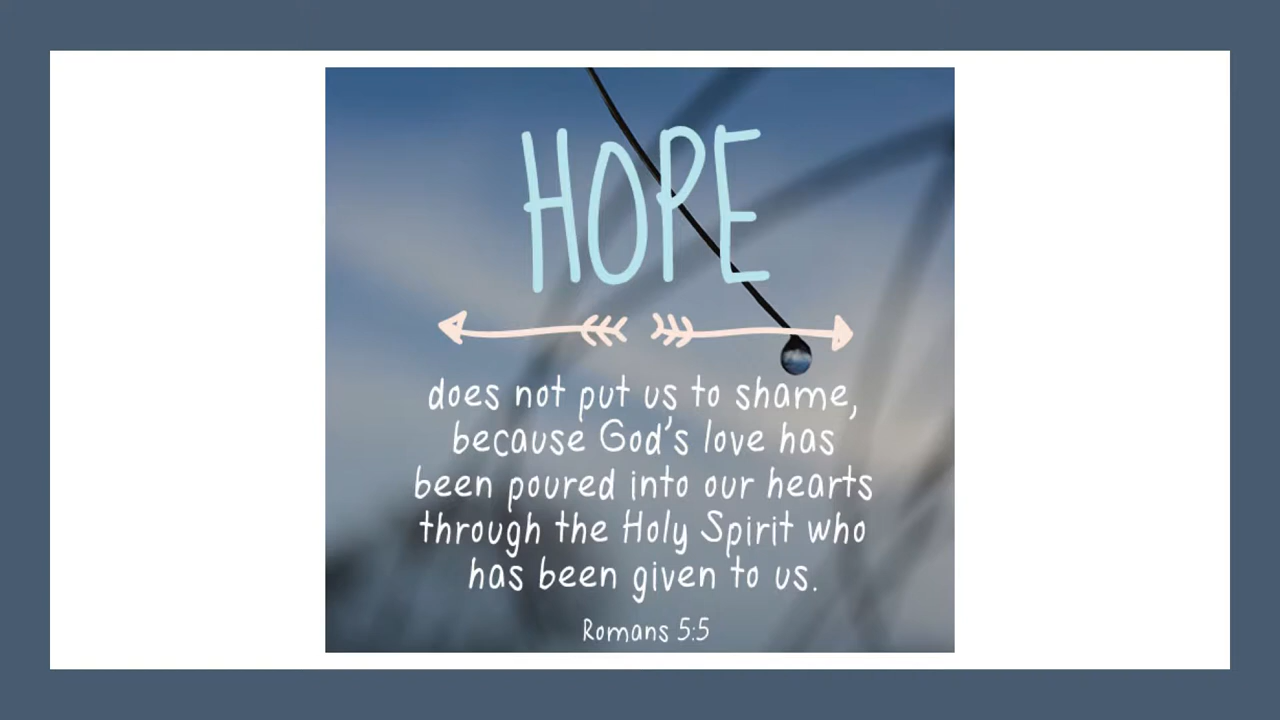 HOPE
does not put us to shame,
because God's love has
been poured into our hearts
through the Holy Spirit who
has been given to us.
Romans 5:5